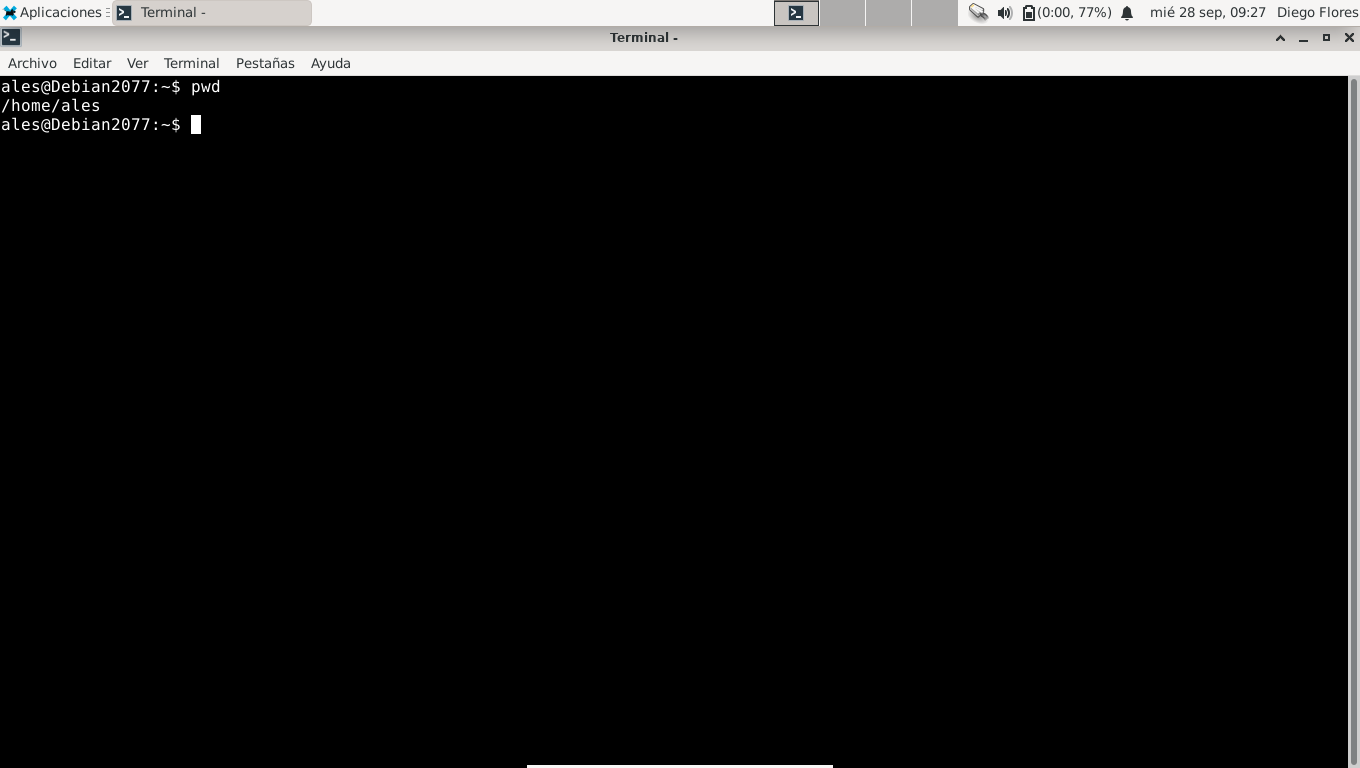 Aplicaciones Terminal - (0:00, 77%) mié 28 sep, 09:27 Diego Flores
Terminal -
Archivo Editar Ver Terminal Pestañas Ayuda
ales@Debian2077:~$ pwd
/home/ales
ales@Debian2077:~$